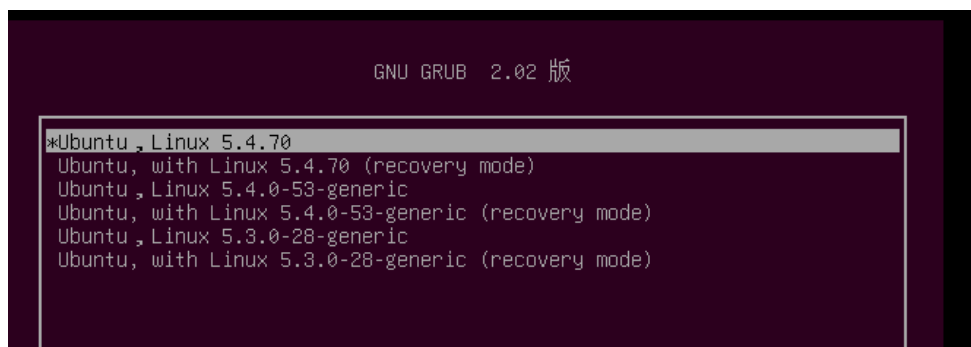 GNU GRUB 2.02 版
*Ubuntu，Linux 5.4.70
Ubuntu, with Linux 5.4.70 (recovery mode)
Ubuntu，Linux 5.4.0-53-generic
Ubuntu, with Linux 5.4.0-53-generic (recovery mode)
Ubuntu，Linux 5.3.0-28-generic
Ubuntu, with Linux 5.3.0-28-generic (recovery mode)